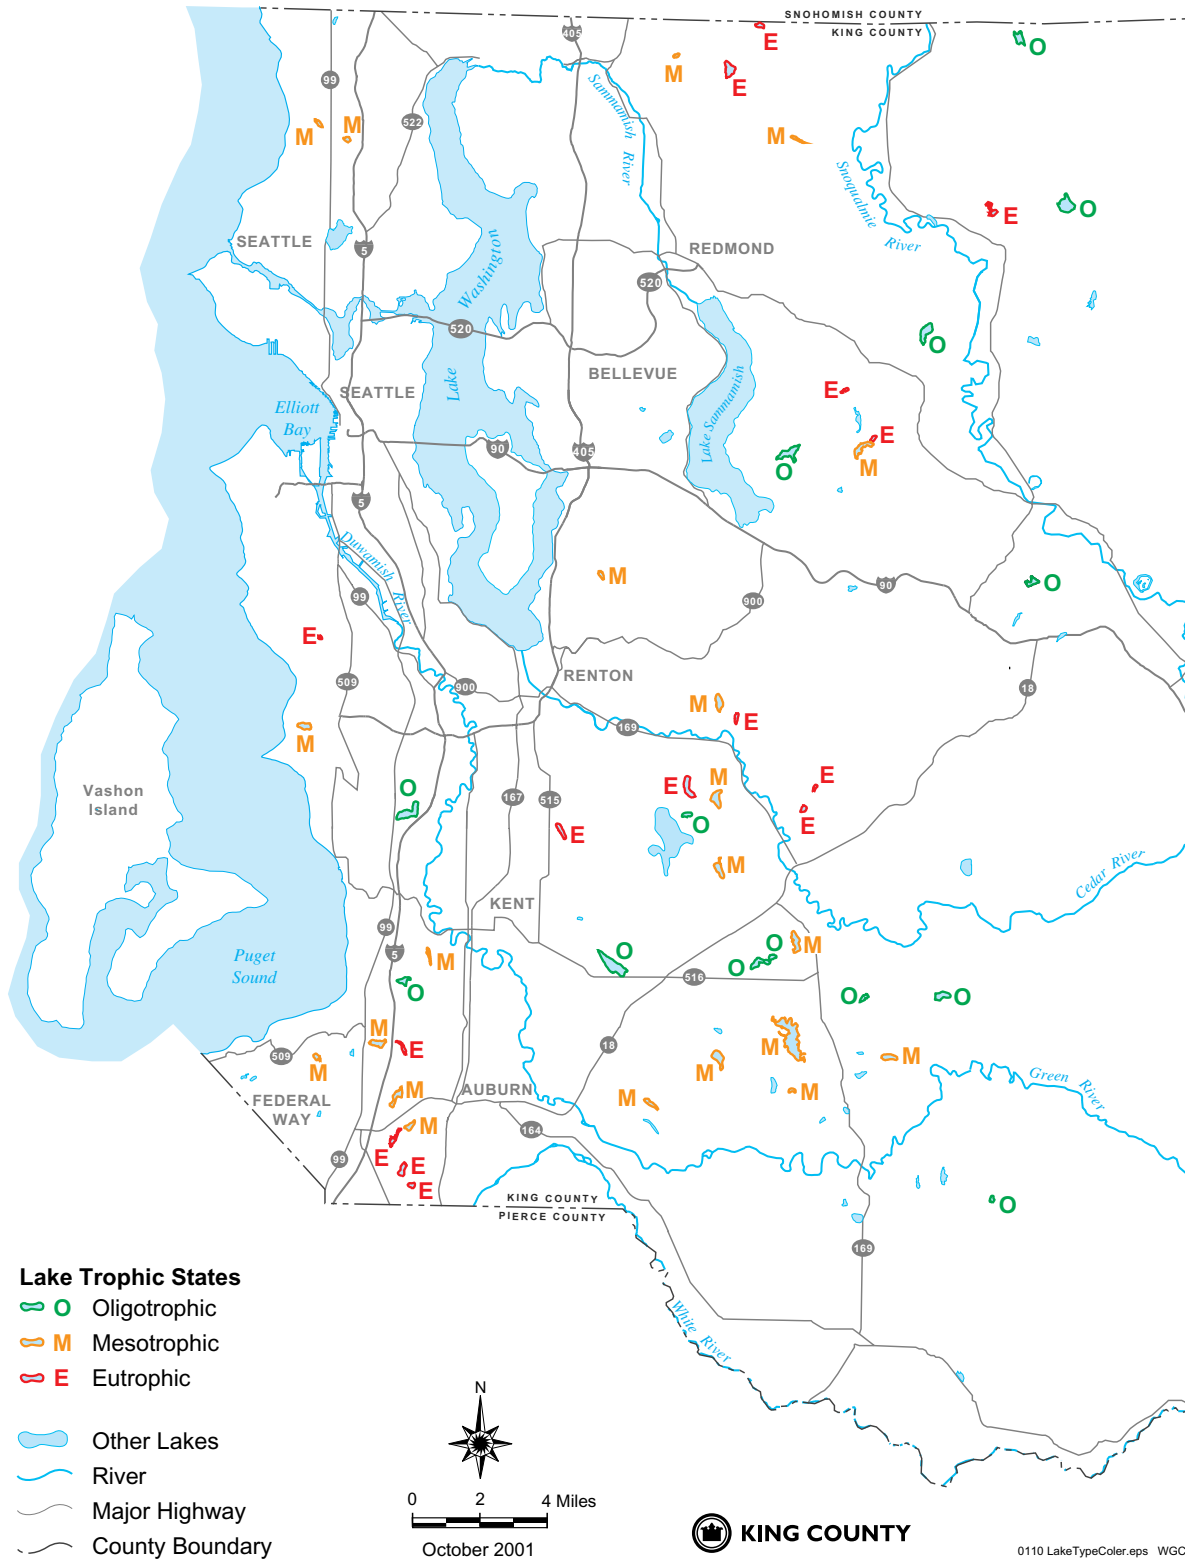 SNOHOMISH COUNTY
KING COUNTY
405
E
O
M
E
99
Sammamish River
M
M
522
M
Snoqualmie River
E
O
SEATTLE
5
Washington
REDMOND
520
520
O
Lake
BELLEVUE
SEATTLE
E
Elliott
Bay
Lake Sammamish
E
90
405
O
M
5
Duwamish River
M
90
O
99
900
E
RENTON
509
900
18
M
E
169
M
Vashon
Island
O
E
M
E
167
515
O
E
E
M
Cedar River
KENT
99
5
M
O
O
M
O
516
Puget
Sound
O
O
O
M
509
M
E
18
M
M
M
Green River
FEDERAL
WAY
M
AUBURN
M
M
M
164
E
E
99
E
KING COUNTY
PIERCE COUNTY
O
169
White River
Lake Trophic States
O Oligotrophic
M Mesotrophic
E Eutrophic
Other Lakes
River
Major Highway
County Boundary
N
0 2 4 Miles
October 2001
KING COUNTY
0110 LakeTypeColer.eps WGC